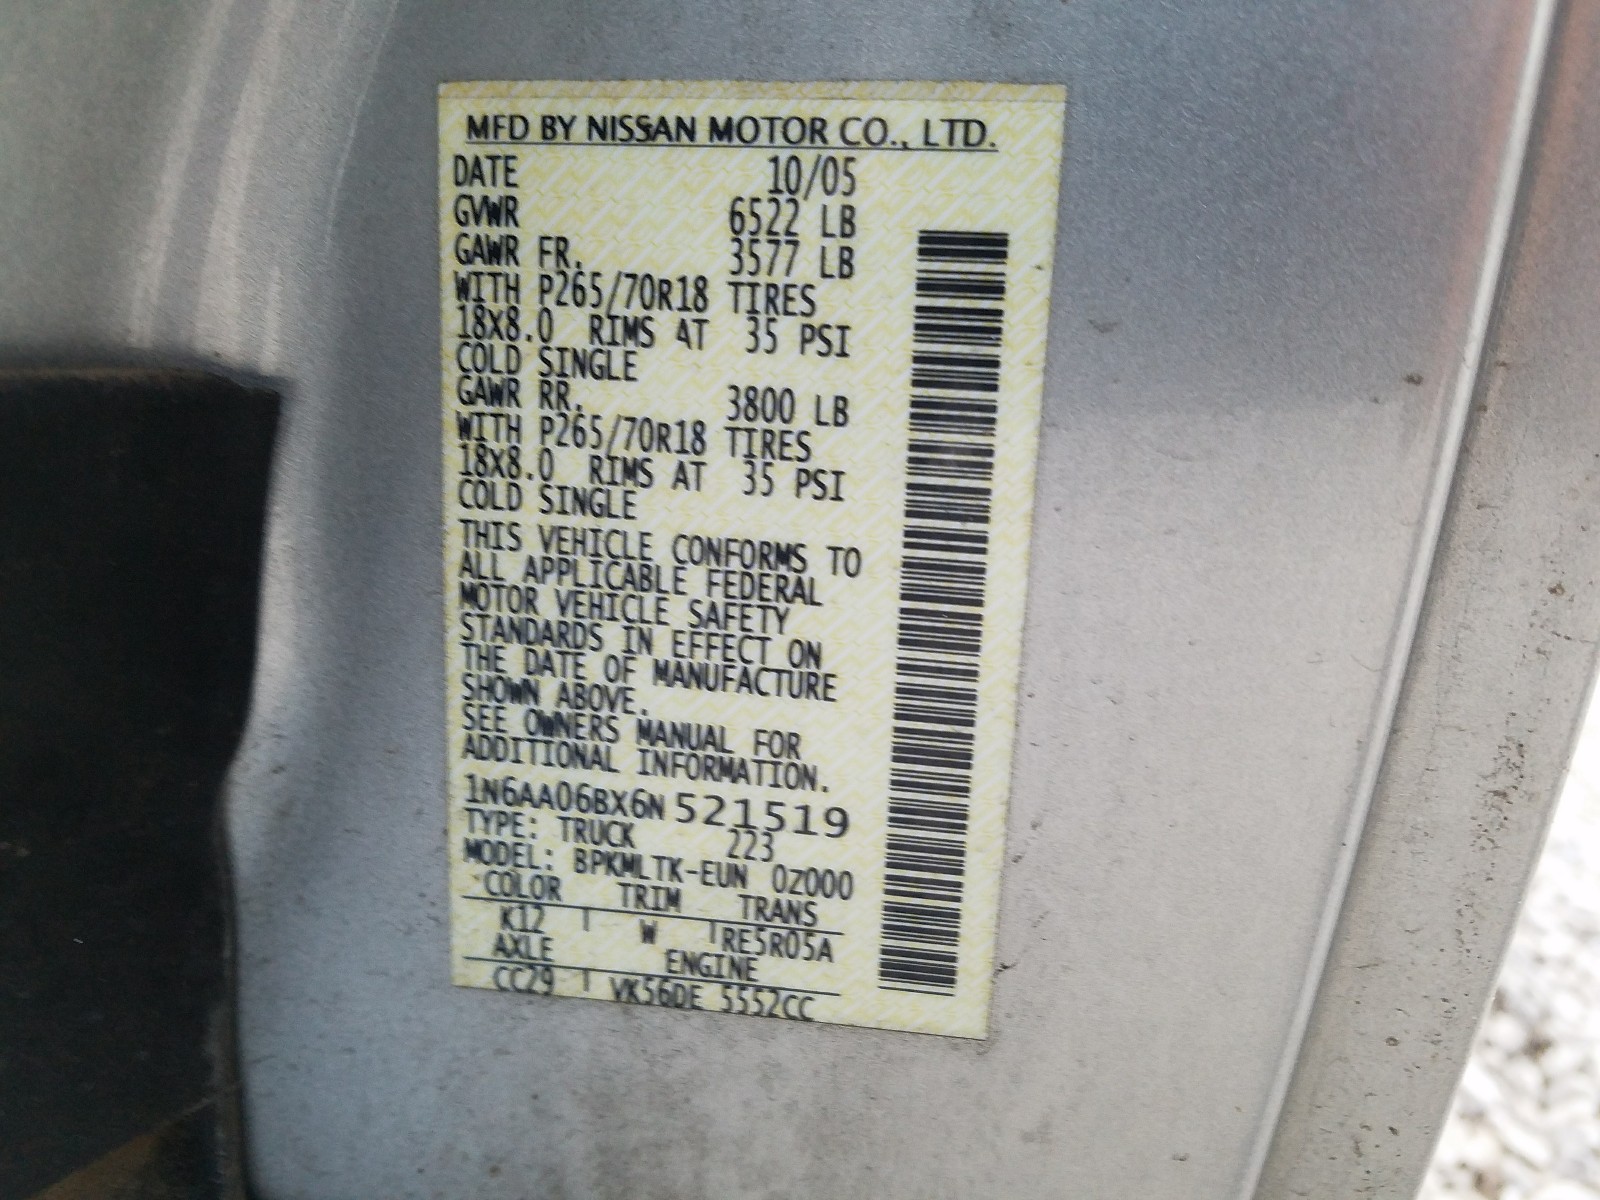 MFD BY NISSAN MOTOR CO., LTD.
DATE 10/05
GVWR 6522 LB
GAWR FR. 3577 LB
WITH P265/70R18 TIRES
18X8.0 RIMS AT 35 PSI
COLD SINGLE
GAWR RR. 3800 LB
WITH P265/70R18 TIRES
18X8.0 RIMS AT 35 PSI
COLD SINGLE
THIS VEHICLE CONFORMS TO
ALL APPLICABLE FEDERAL
MOTOR VEHICLE SAFETY
STANDARDS IN EFFECT ON
THE DATE OF MANUFACTURE
SHOWN ABOVE.
SEE OWNERS MANUAL FOR
ADDITIONAL INFORMATION.
1N6AA06BX6N 521519
TYPE: TRUCK 223
MODEL: BPKMLTK-EUN 0Z000
COLOR TRIM TRANS
K12 W RE5R05A
AXLE ENGINE
CC29 VK56DE 5552CC